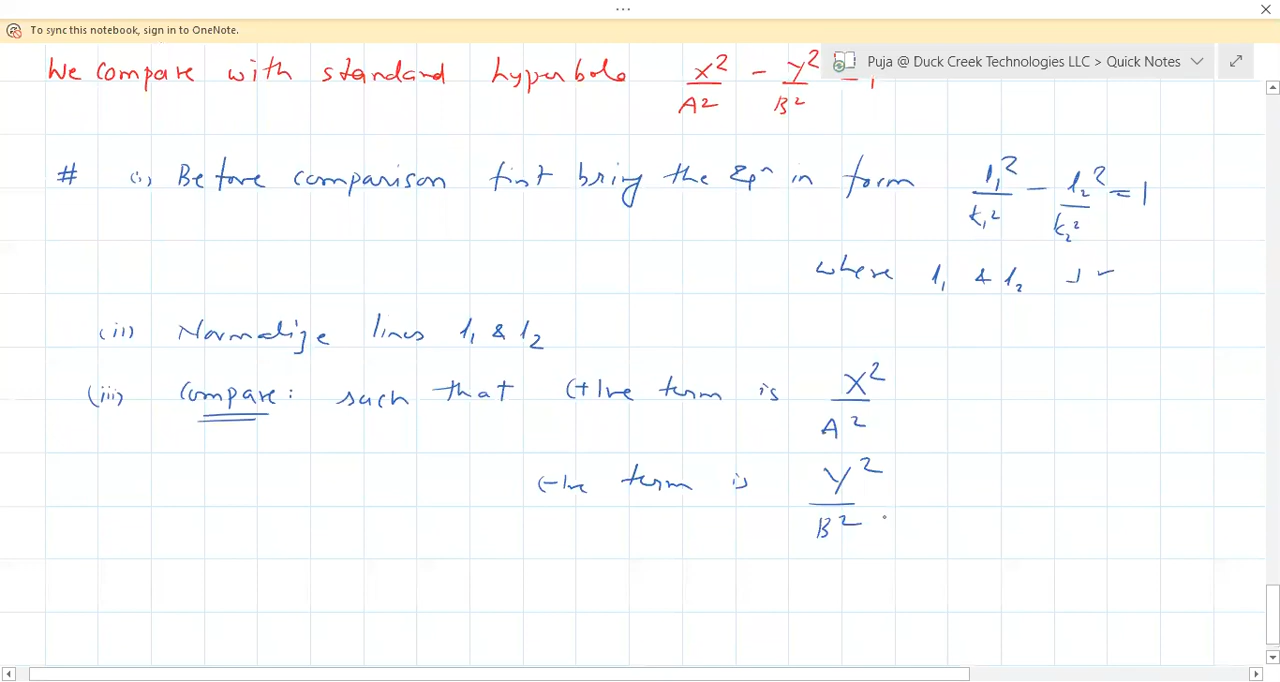 ...
To sync this notebook, sign in to OneNote.
We compare with standard hyperbola X²/A² - Y²/B² = 1
Puja @ Duck Creek Technologies LLC > Quick Notes
# (i) Before comparison first bring the Eqⁿ in form l₁²/k₁² - l₂²/k₂² = 1
where l₁ & l₂
(ii) Normalize lines l₁ & l₂
(iii) Compare: such that (+)ve term is X²/A²
(-)ve term is Y²/B²